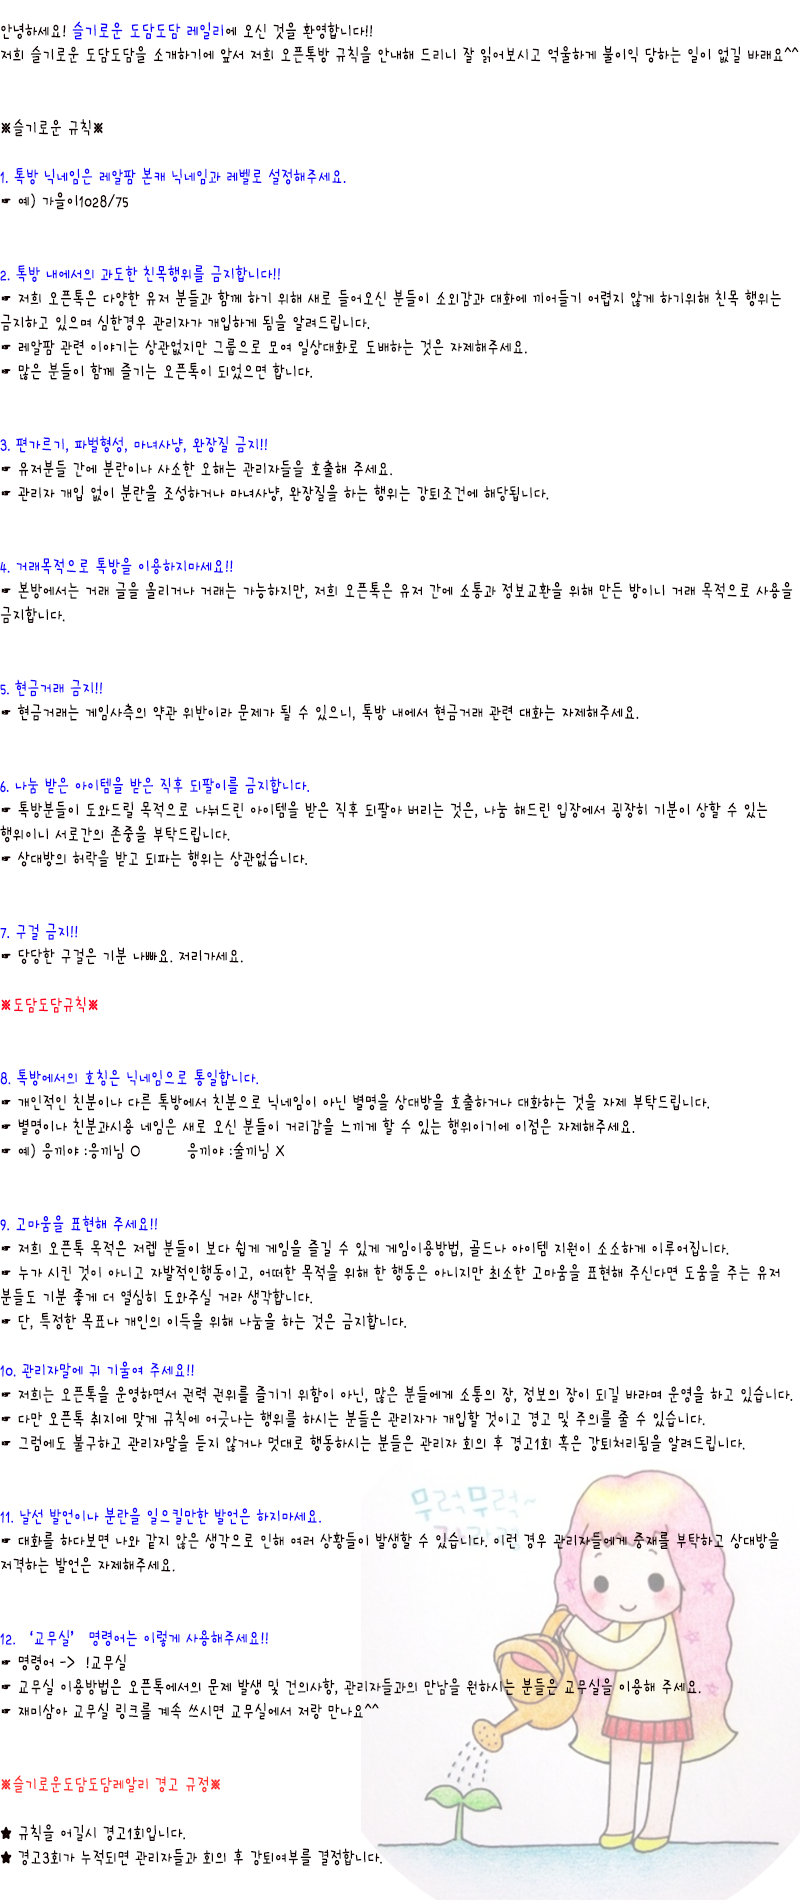 안녕하세요! 슬기로운 도담도담 레알리에 오신 것을 환영합니다!!
저희 슬기로운 도담도담을 소개하기에 앞서 저희 오픈톡방 규칙을 안내해 드리니 잘 읽어보시고 억울하게 불이익 당하는 일이 없길 바래요^^
※슬기로운 규칙※
1. 톡방 닉네임은 레알팜 본캐 닉네임과 레벨로 설정해주세요.
☛ 예) 가을이1028/75
2. 톡방 내에서의 과도한 친목행위를 금지합니다!!
☛ 저희 오픈톡은 다양한 유저 분들과 함께 하기 위해 새로 들어오신 분들이 소외감과 대화에 끼어들기 어렵지 않게 하기위해 친목 행위는
금지하고 있으며 심한경우 관리자가 개입하게 됨을 알려드립니다.
☛ 레알팜 관련 이야기는 상관없지만 그룹으로 모여 일상대화로 도배하는 것은 자제해주세요.
☛ 많은 분들이 함께 즐기는 오픈톡이 되었으면 합니다.
3. 편가르기, 파벌형성, 마녀사냥, 완장질 금지!!
☛ 유저분들 간에 분란이나 사소한 오해는 관리자들을 호출해 주세요.
☛ 관리자 개입 없이 분란을 조성하거나 마녀사냥, 완장질을 하는 행위는 강퇴조건에 해당됩니다.
4. 거래목적으로 톡방을 이용하지마세요!!
☛ 본방에서는 거래 글을 올리거나 거래는 가능하지만, 저희 오픈톡은 유저 간에 소통과 정보교환을 위해 만든 방이니 거래 목적으로 사용을
금지합니다.
5. 현금거래 금지!!
☛ 현금거래는 게임사측의 약관 위반이라 문제가 될 수 있으니, 톡방 내에서 현금거래 관련 대화는 자제해주세요.
6. 나눔 받은 아이템을 받은 직후 되팔이를 금지합니다.
☛ 톡방분들이 도와드릴 목적으로 나눠드린 아이템을 받은 직후 되팔아 버리는 것은, 나눔 해드린 입장에서 굉장히 기분이 상할 수 있는
행위이니 서로간의 존중을 부탁드립니다.
☛ 상대방의 허락을 받고 되파는 행위는 상관없습니다.
7. 구걸 금지!!
☛ 당당한 구걸은 기분 나빠요. 저리가세요.
※도담도담규칙※
8. 톡방에서의 호칭은 닉네임으로 통일합니다.
☛ 개인적인 친분이나 다른 톡방에서 친분으로 닉네임이 아닌 별명을 상대방을 호출하거나 대화하는 것을 자제 부탁드립니다.
☛ 별명이나 친분과시용 네임은 새로 오신 분들이 거리감을 느끼게 할 수 있는 행위이기에 이점은 자제해주세요.
☛ 예) 응끼야 :응끼님 O 응끼야 :술끼님 X
9. 고마움을 표현해 주세요!!
☛ 저희 오픈톡 목적은 저렙 분들이 보다 쉽게 게임을 즐길 수 있게 게임이용방법, 골드나 아이템 지원이 소소하게 이루어집니다.
☛ 누가 시킨 것이 아니고 자발적인행동이고, 어떠한 목적을 위해 한 행동은 아니지만 최소한 고마움을 표현해 주신다면 도움을 주는 유저
분들도 기분 좋게 더 열심히 도와주실 거라 생각합니다.
☛ 단, 특정한 목표나 개인의 이득을 위해 나눔을 하는 것은 금지합니다.
10. 관리자말에 귀 기울여 주세요!!
☛ 저희는 오픈톡을 운영하면서 권력 권위를 즐기기 위함이 아닌, 많은 분들에게 소통의 장, 정보의 장이 되길 바라며 운영을 하고 있습니다.
☛ 다만 오픈톡 취지에 맞게 규칙에 어긋나는 행위를 하시는 분들은 관리자가 개입할 것이고 경고 및 주의를 줄 수 있습니다.
☛ 그럼에도 불구하고 관리자말을 듣지 않거나 멋대로 행동하시는 분들은 관리자 회의 후 경고1회 혹은 강퇴처리됨을 알려드립니다.
무럭무럭~
11. 날선 발언이나 분란을 일으킬만한 발언은 하지마세요.
☛ 대화를 하다보면 나와 같지 않은 생각으로 인해 여러 상황들이 발생할 수 있습니다. 이런 경우 관리자들에게 중재를 부탁하고 상대방을
저격하는 발언은 자제해주세요.
12. ‘교무실’ 명령어는 이렇게 사용해주세요!!
☛ 명령어 -> !교무실
☛ 교무실 이용방법은 오픈톡에서의 문제 발생 및 건의사항, 관리자들과의 만남을 원하시는 분들은 교무실을 이용해 주세요.
☛ 재미삼아 교무실 링크를 계속 쓰시면 교무실에서 저랑 만나요^^
※슬기로운도담도담레알리 경고 규정※
★ 규칙을 어길시 경고1회입니다.
★ 경고3회가 누적되면 관리자들과 회의 후 강퇴여부를 결정합니다.